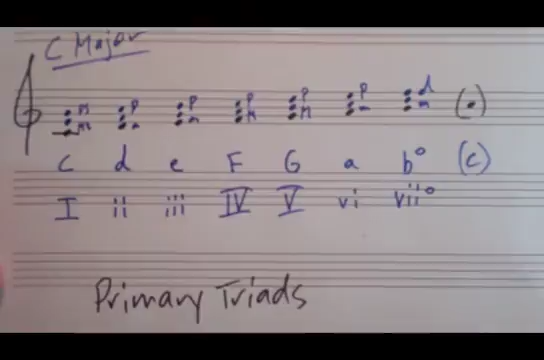 C Major
P P P P P d
C d e F G a b° (c)
I ii iii IV V vi vii°
Primary Triads